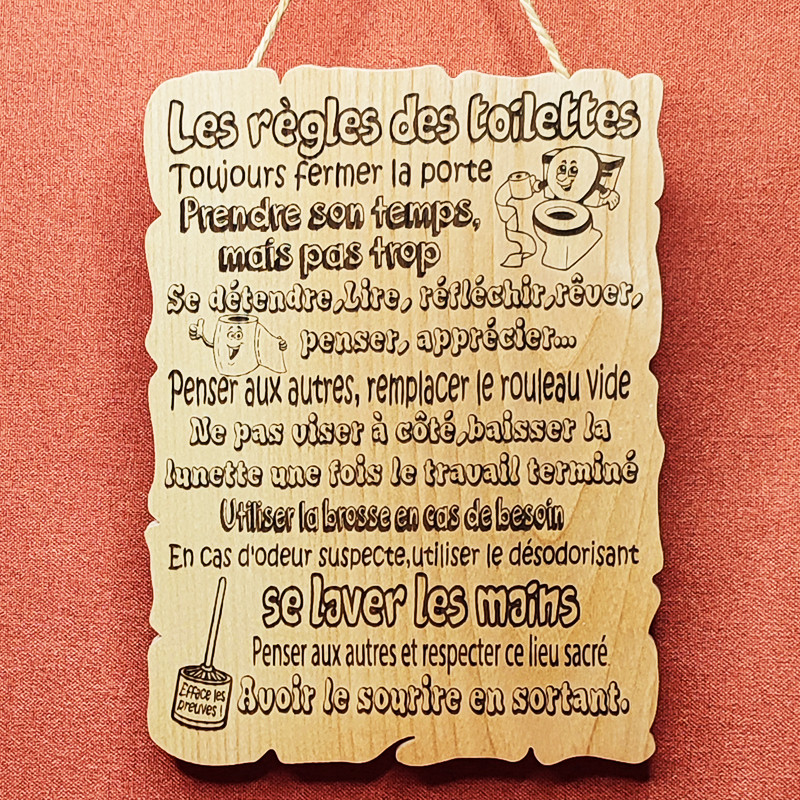 Les règles des toilettes
Toujours fermer la porte
Prendre son temps,
mais pas trop
Se détendre,Lire, réfléchir,rêver,
penser, apprécier...
Penser aux autres, remplacer le rouleau vide
Ne pas viser à côté,baisser la
lunette une fois le travail terminé
Utiliser la brosse en cas de besoin
En cas d'odeur suspecte,utiliser le désodorisant
se laver les mains
Penser aux autres et respecter ce lieu sacré
Efface les
preuves !
Avoir le sourire en sortant.